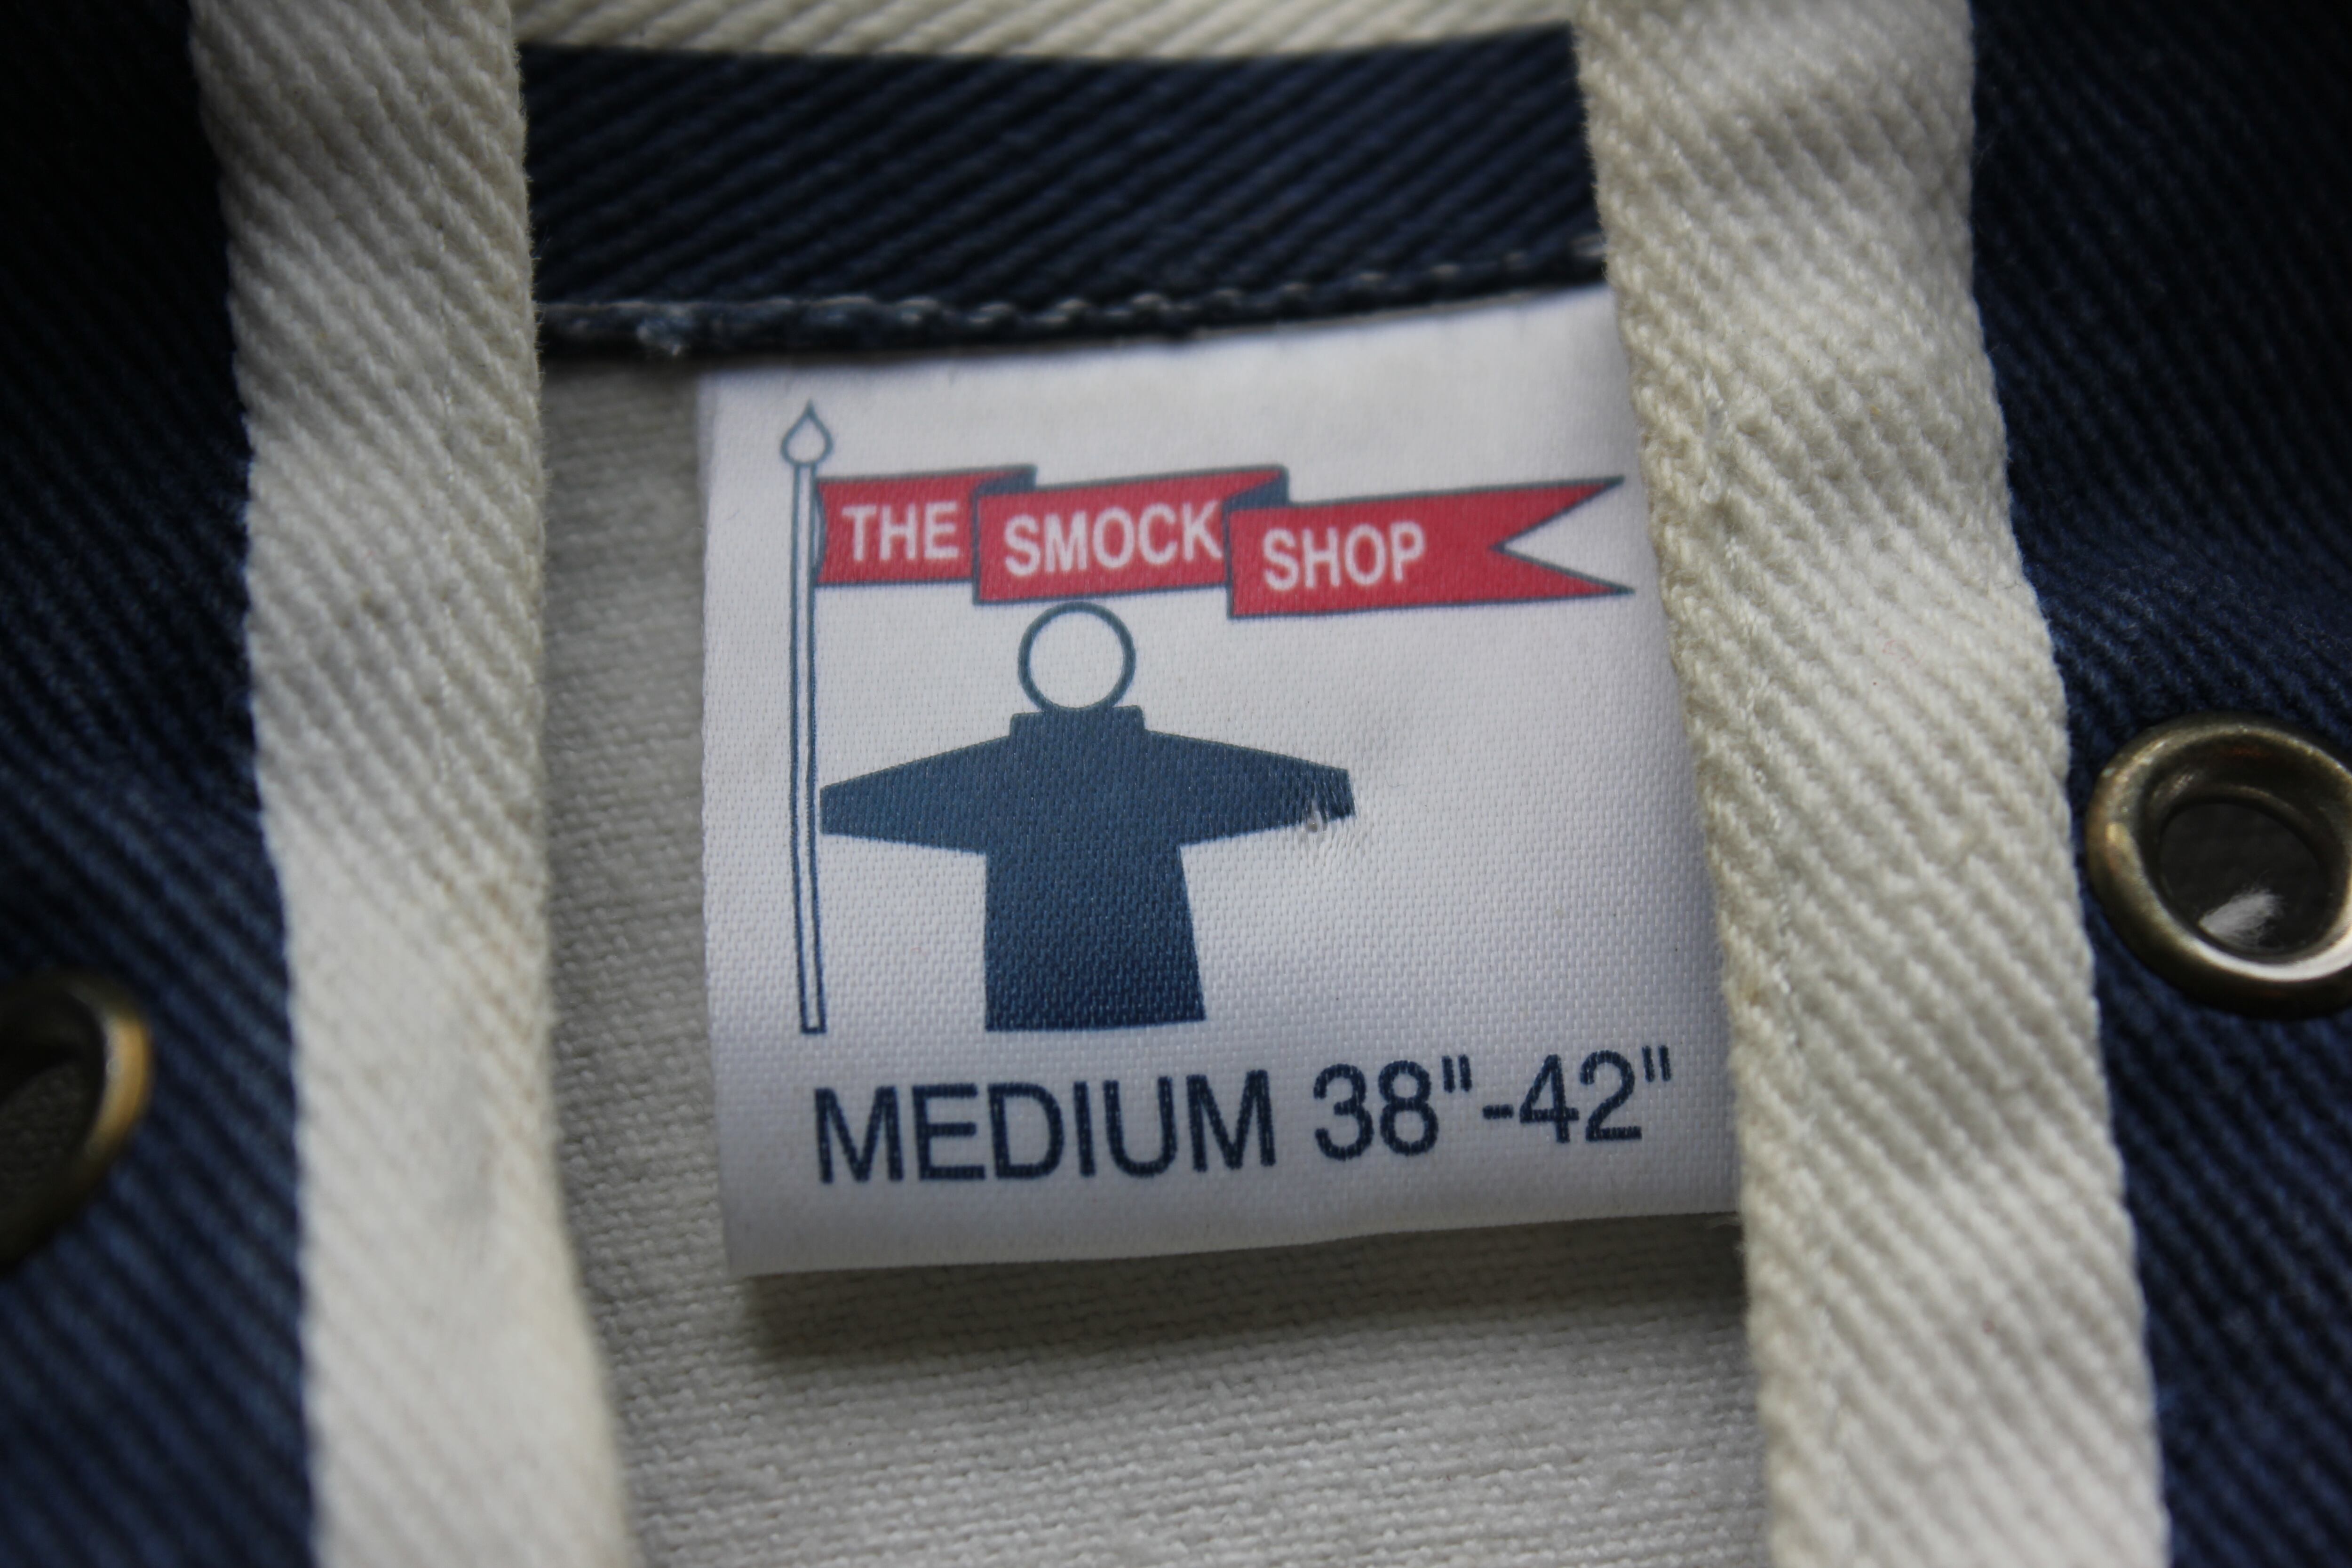 THE SMOCK SHOP
MEDIUM 38"-42"